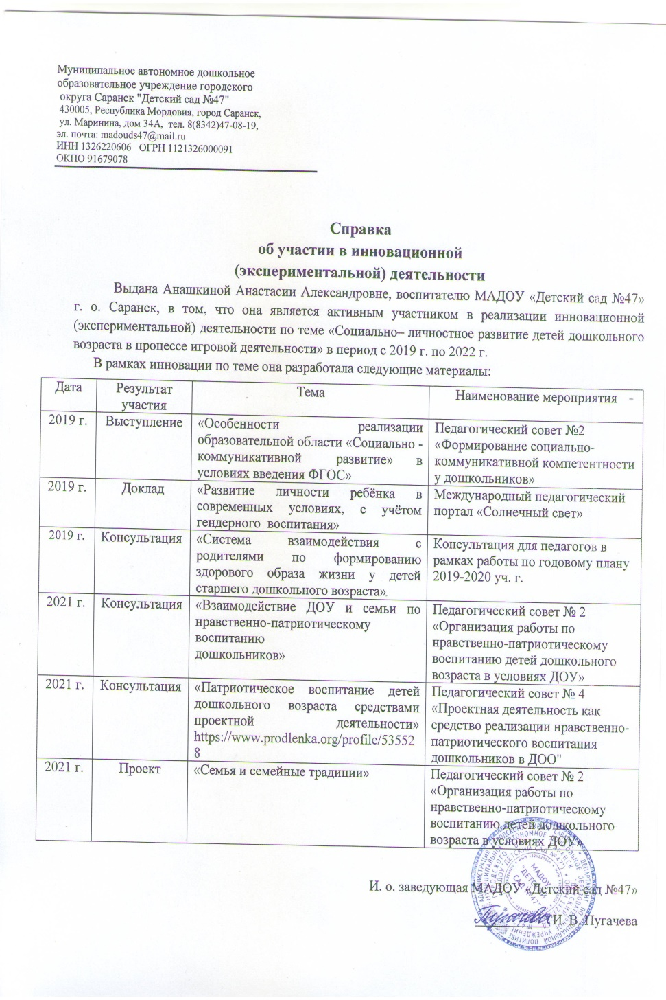 Муниципальное автономное дошкольное
образовательное учреждение городского
округа Саранск "Детский сад №47"
430005, Республика Мордовия, город Саранск,
ул. Маринина, дом 34А, тел. 8(8342)47-08-19,
эл. почта: madouds47@mail.ru
ИНН 1326220606 ОГРН 1121326000091
ОКПО 91679078
Справка
об участии в инновационной
(экспериментальной) деятельности
Выдана Анашкиной Анастасии Александровне, воспитателю МАДОУ «Детский сад №47»
г. о. Саранск, в том, что она является активным участником в реализации инновационной
(экспериментальной) деятельности по теме «Социально– личностное развитие детей дошкольного
возраста в процессе игровой деятельности» в период с 2019 г. по 2022 г.
В рамках инновации по теме она разработала следующие материалы:
Дата
Результат
участия
Тема
Наименование мероприятия
2019 г.
Выступление
«Особенности реализации
образовательной области «Социально -
коммуникативной развитие» в
условиях введения ФГОС»
Педагогический совет №2
«Формирование социально-
коммуникативной компетентности
у дошкольников»
2019 г.
Доклад
«Развитие личности ребёнка в
современных условиях, с учётом
гендерного воспитания»
Международный педагогический
портал «Солнечный свет»
2019 г.
Консультация
«Система взаимодействия с
родителями по формированию
здорового образа жизни у детей
старшего дошкольного возраста».
Консультация для педагогов в
рамках работы по годовому плану
2019-2020 уч. г.
2021 г.
Консультация
«Взаимодействие ДОУ и семьи по
нравственно-патриотическому
воспитанию
дошкольников»
Педагогический совет № 2
«Организация работы по
нравственно-патриотическому
воспитанию детей дошкольного
возраста в условиях ДОУ»
2021 г.
Консультация
«Патриотическое воспитание детей
дошкольного возраста средствами
проектной деятельности»
https://www.prodlenka.org/profile/53552
8
Педагогический совет № 4
«Проектная деятельность как
средство реализации нравственно-
патриотического воспитания
дошкольников в ДОО"
2021 г.
Проект
«Семья и семейные традиции»
Педагогический совет № 2
«Организация работы по
нравственно-патриотическому
воспитанию детей дошкольного
возраста в условиях ДОУ»
И. о. заведующая МАДОУ «Детский сад №47»
И. В. Пугачева
МАДОУ
"ДЕТСКИЙ
САД №47"